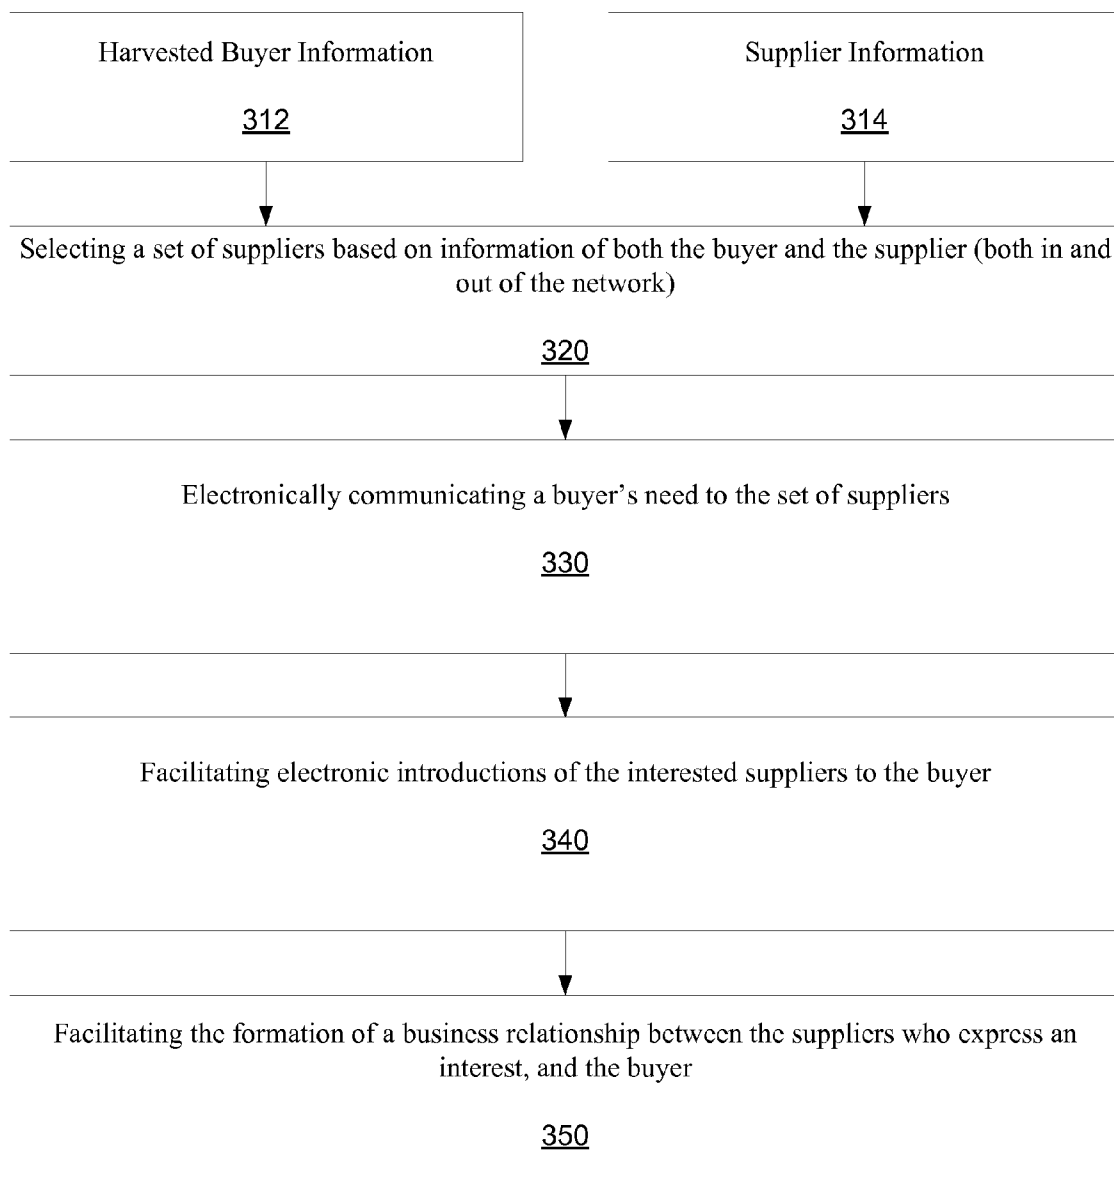 Harvested Buyer Information
312
Supplier Information
314
Selecting a set of suppliers based on information of both the buyer and the supplier (both in and
out of the network)
320
Electronically communicating a buyer’s need to the set of suppliers
330
Facilitating electronic introductions of the interested suppliers to the buyer
340
Facilitating the formation of a business relationship between the suppliers who express an
interest, and the buyer
350